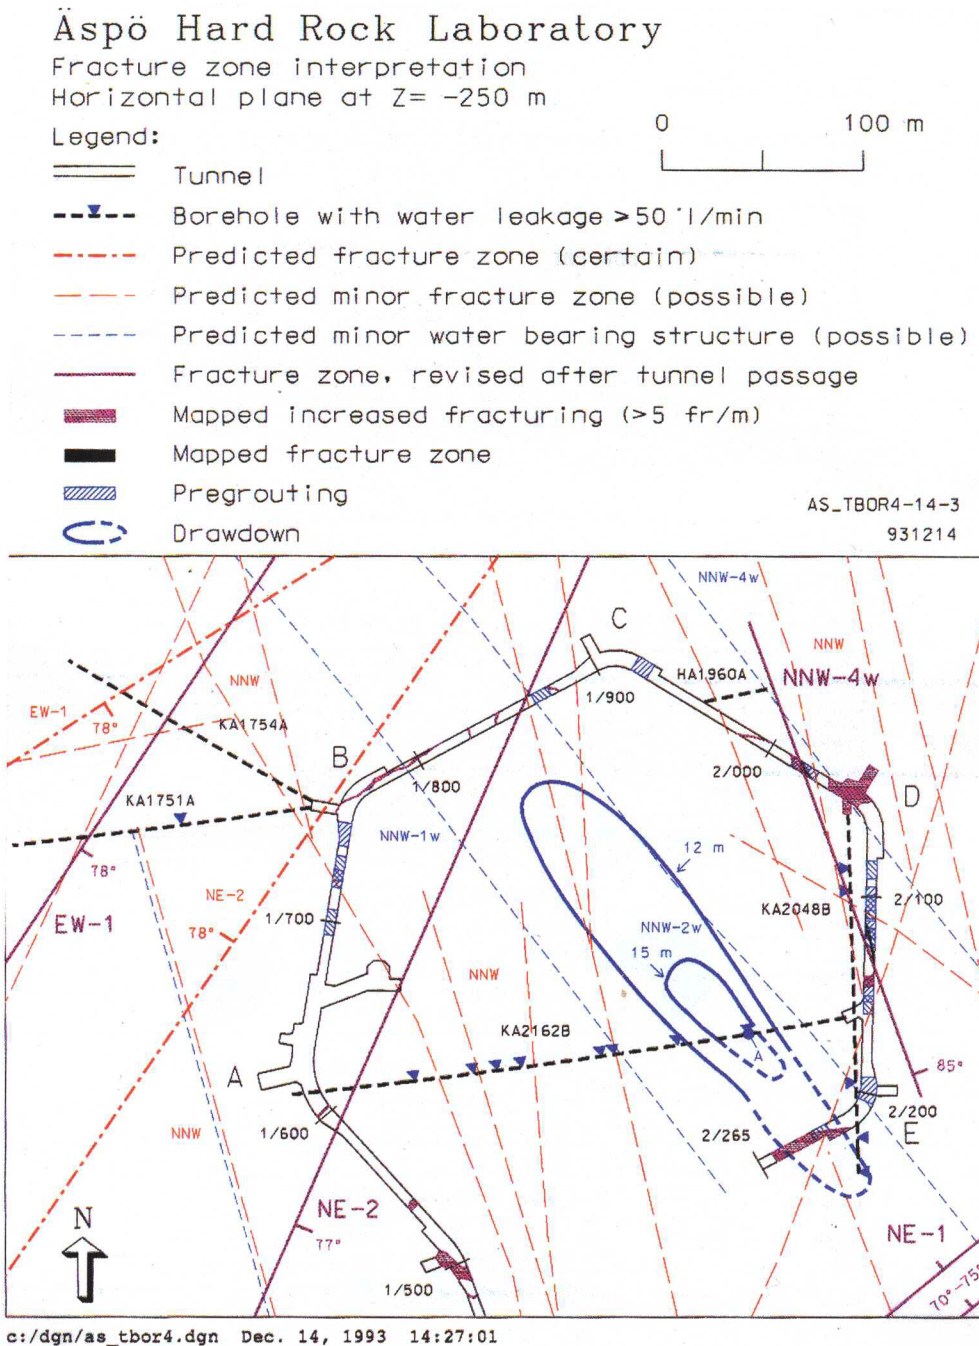 Äspö Hard Rock Laboratory
Fracture zone interpretation
Horizontal plane at Z= -250 m
0 100 m
Legend:
Tunnel
Borehole with water leakage >50 l/min
Predicted fracture zone (certain)
Predicted minor fracture zone (possible)
Predicted minor water bearing structure (possible)
Fracture zone, revised after tunnel passage
Mapped increased fracturing (>5 fr/m)
Mapped fracture zone
Pregrouting
Drawdown
AS_TBOR4-14-3
931214
NNW-4w
C
NNW
NNW
HA1960A
NNW-4w
EW-1
78°
KA1754A
1/900
B
2/000
1/800
D
KA1751A
NNW-1w
12 m
78°
NE-2
2/100
KA2048B
EW-1
1/700
78°
NNW-2w
15 m
NNW
KA2162B
A
A
85°
2/200
NNW
1/600
2/265
E
NE-2
N
77°
NE-1
1/500
70°-75°
c:/dgn/as_tbor4.dgn Dec. 14, 1993 14:27:01